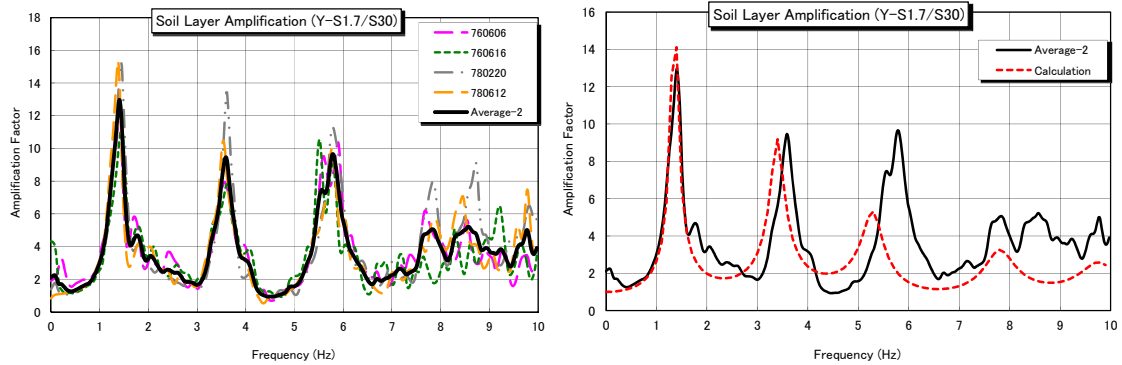 Soil Layer Amplification (Y-S1.7/S30)
18
16
14
12
10
8
6
4
2
0
Amplification Factor
760606
760616
780220
780612
Average-2
0 1 2 3 4 5 6 7 8 9 10
Frequency (Hz)
Soil Layer Amplification (Y-S1.7/S30)
16
14
12
10
8
6
4
2
0
Amplification Factor
Average-2
Calculation
0 1 2 3 4 5 6 7 8 9 10
Frequency (Hz)